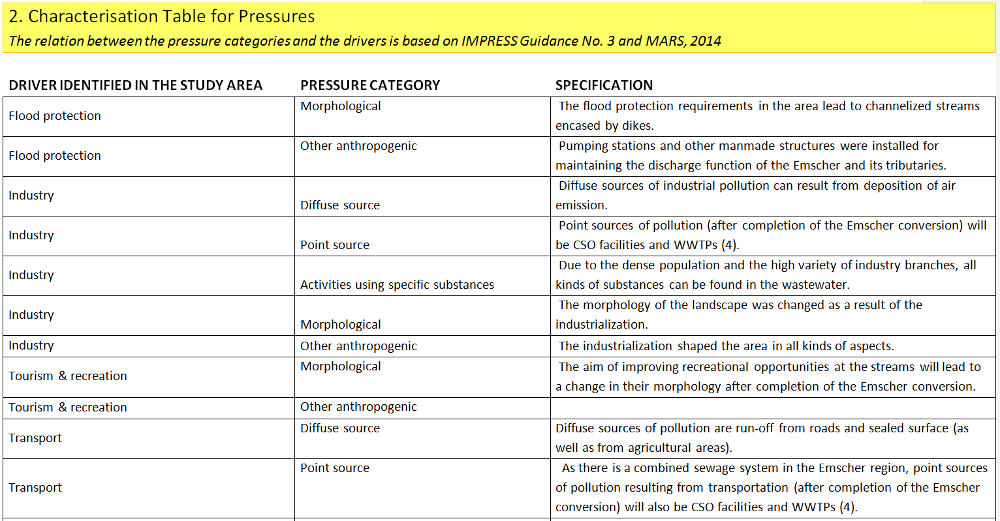 2. Characterisation Table for Pressures
The relation between the pressure categories and the drivers is based on IMPRESS Guidance No. 3 and MARS, 2014
DRIVER IDENTIFIED IN THE STUDY AREA PRESSURE CATEGORY SPECIFICATION
Flood protection Morphological The flood protection requirements in the area lead to channelized streams
encased by dikes.
Flood protection Other anthropogenic Pumping stations and other manmade structures were installed for
maintaining the discharge function of the Emscher and its tributaries.
Industry Diffuse source Diffuse sources of industrial pollution can result from deposition of air
emission.
Industry Point source Point sources of pollution (after completion of the Emscher conversion) will
be CSO facilities and WWTPs (4).
Industry Activities using specific substances Due to the dense population and the high variety of industry branches, all
kinds of substances can be found in the wastewater.
Industry Morphological The morphology of the landscape was changed as a result of the
industrialization.
Industry Other anthropogenic The industrialization shaped the area in all kinds of aspects.
Tourism & recreation Morphological The aim of improving recreational opportunities at the streams will lead to
a change in their morphology after completion of the Emscher conversion.
Tourism & recreation Other anthropogenic
Transport Diffuse source Diffuse sources of pollution are run-off from roads and sealed surface (as
well as from agricultural areas).
Transport Point source As there is a combined sewage system in the Emscher region, point sources
of pollution resulting from transportation (after completion of the Emscher
conversion) will also be CSO facilities and WWTPs (4).